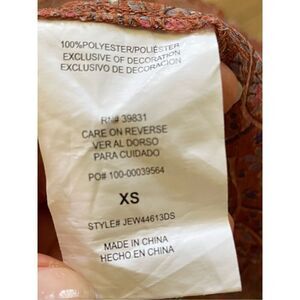 100%POLYESTER/POLIÉSTER
EXCLUSIVE OF DECORATION
EXCLUSIVO DE DECORACION
RN# 39831
CARE ON REVERSE
VER AL DORSO
PARA CUIDADO
PO# 100-00039564
XS
STYLE# JEW44613DS
MADE IN CHINA
HECHO EN CHINA